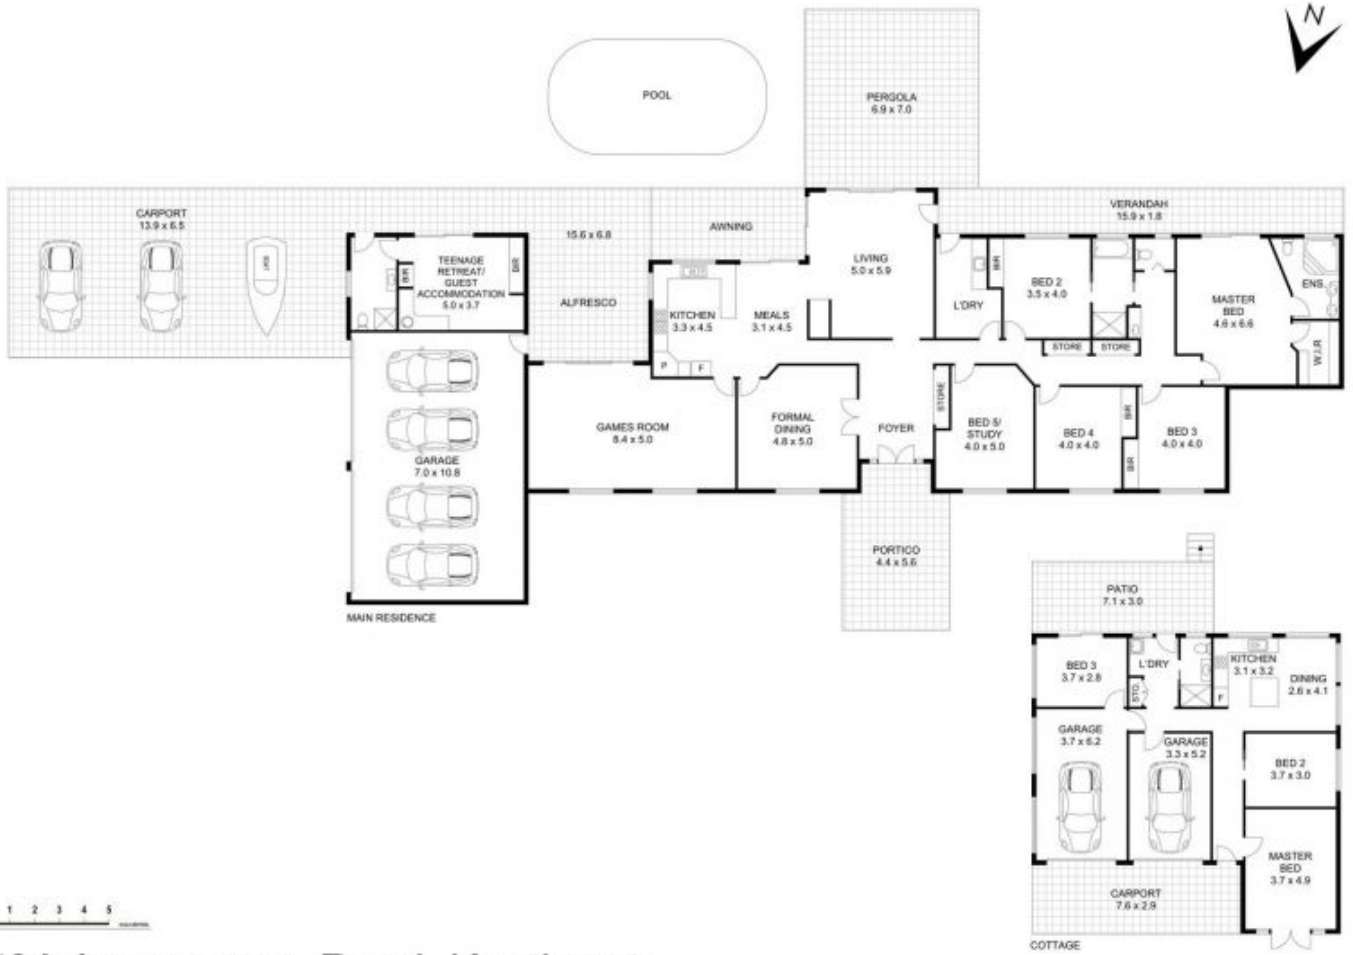 N
POOL
PERGOLA
6.9 x 7.0
CARPORT
13.9 x 6.5
BOAT
BIR
TEENAGE
RETREAT/
GUEST
ACCOMMODATION
5.0 x 3.7
BIR
15.6 x 6.8
ALFRESCO
AWNING
LIVING
5.0 x 5.9
VERANDAH
15.9 x 1.8
KITCHEN
3.3 x 4.5
MEALS
3.1 x 4.5
P
F
L'DRY
BIR
BED 2
3.5 x 4.0
STORE
STORE
MASTER
BED
4.6 x 6.6
ENS.
W.I.R
GARAGE
7.0 x 10.8
GAMES ROOM
8.4 x 5.0
FORMAL
DINING
4.8 x 5.0
FOYER
STORE
BED 5/
STUDY
4.0 x 5.0
BED 4
4.0 x 4.0
BIR
BIR
BED 3
4.0 x 4.0
PORTICO
4.4 x 5.6
MAIN RESIDENCE
PATIO
7.1 x 3.0
BED 3
3.7 x 2.8
L'DRY
STO.
KITCHEN
3.1 x 3.2
F
DINING
2.6 x 4.1
GARAGE
3.7 x 6.2
GARAGE
3.3 x 5.2
BED 2
3.7 x 3.0
MASTER
BED
3.7 x 4.9
CARPORT
7.6 x 2.9
COTTAGE
1 2 3 4 5